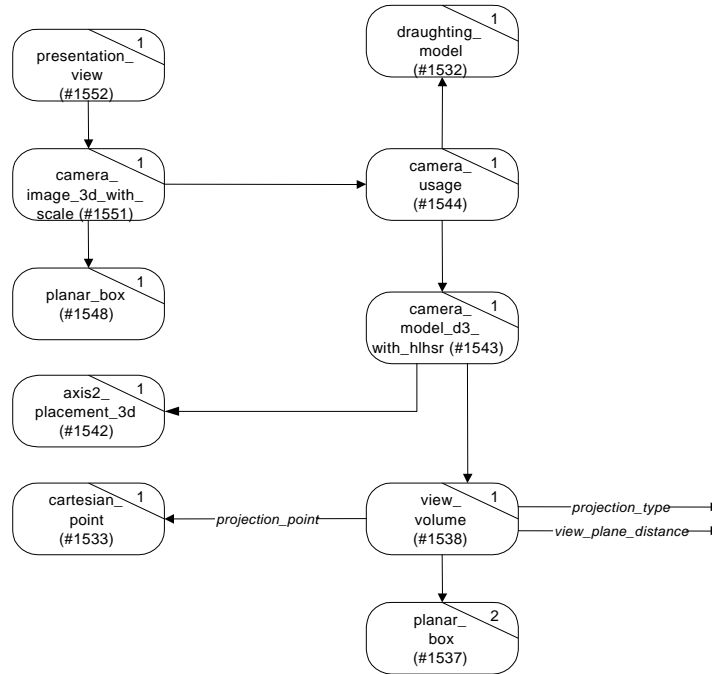 1
presentation_
view
(#1552)
1
draughting_
model
(#1532)
1
camera_
image_3d_with_
scale (#1551)
1
camera_
usage
(#1544)
1
planar_box
(#1548)
1
camera_
model_d3_
with_hlhsr (#1543)
1
axis2_
placement_3d
(#1542)
1
cartesian_
point
(#1533)
projection_point
1
view_
volume
(#1538)
projection_type
view_plane_distance
2
planar_
box
(#1537)